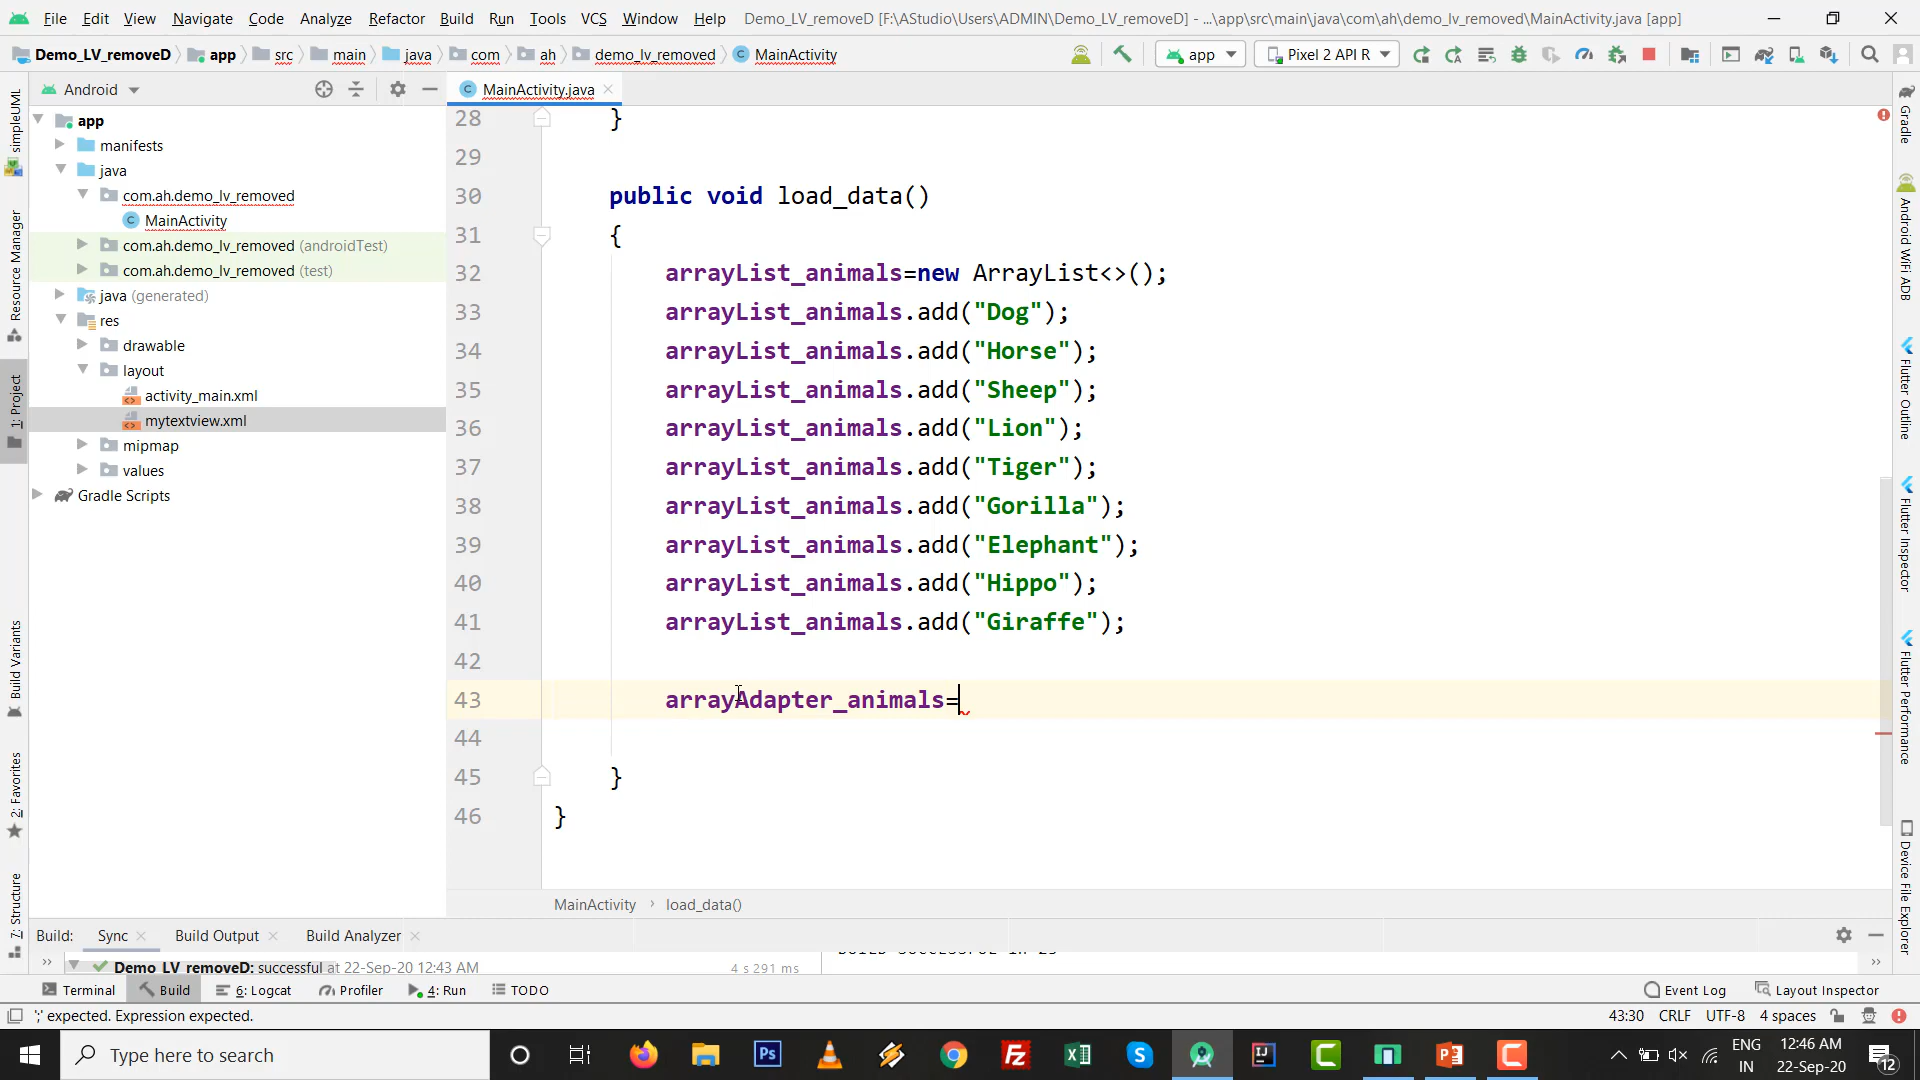 File Edit View Navigate Code Analyze Refactor Build Run Tools VCS Window Help Demo_LV_removeD [F:\AStudio\Users\ADMIN\Demo_LV_removeD] - ...\app\src\main\java\com\ah\demo_lv_removed\MainActivity.java [app]
Demo_LV_removeD app src main java com ah demo_lv_removed MainActivity app Pixel 2 API R
Android MainActivity.java
app
manifests
java
com.ah.demo_lv_removed
MainActivity
com.ah.demo_lv_removed (androidTest)
com.ah.demo_lv_removed (test)
java (generated)
res
drawable
layout
activity_main.xml
mytextview.xml
mipmap
values
Gradle Scripts
simpleUML
Resource Manager
1: Project
Build Variants
2: Favorites
7: Structure
28 }
29
30 public void load_data()
31 {
32 arrayList_animals=new ArrayList<>();
33 arrayList_animals.add("Dog");
34 arrayList_animals.add("Horse");
35 arrayList_animals.add("Sheep");
36 arrayList_animals.add("Lion");
37 arrayList_animals.add("Tiger");
38 arrayList_animals.add("Gorilla");
39 arrayList_animals.add("Elephant");
40 arrayList_animals.add("Hippo");
41 arrayList_animals.add("Giraffe");
42
43 arrayAdapter_animals=
44
45 }
46 }
MainActivity › load_data()
Gradle
Android WiFi ADB
Flutter Outline
Flutter Inspector
Flutter Performance
Device File Explorer
Build: Sync Build Output Build Analyzer
Demo_LV_removeD: successful at 22-Sep-20 12:43 AM 4 s 291 ms
Terminal Build 6: Logcat Profiler 4: Run TODO Event Log Layout Inspector
';' expected. Expression expected. 43:30 CRLF UTF-8 4 spaces
Type here to search
ENG
IN
12:46 AM
22-Sep-20
12